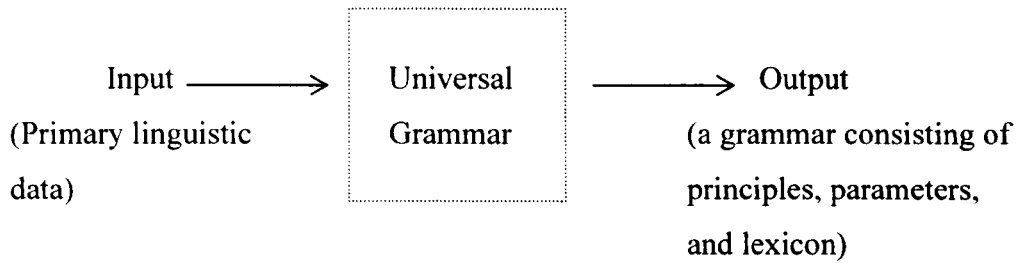 Input Universal Output
(Primary linguistic Grammar (a grammar consisting of
data) principles, parameters,
and lexicon)